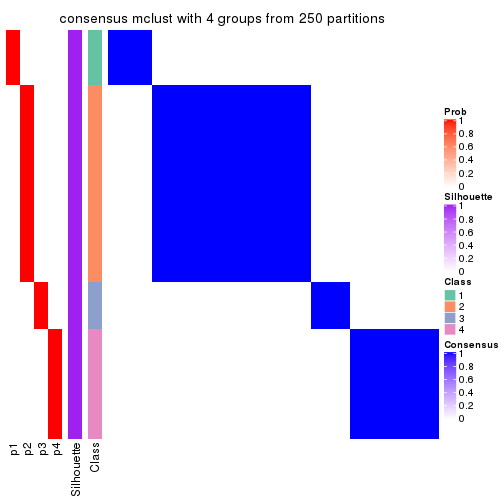 consensus mclust with 4 groups from 250 partitions
Prob
1
0.8
0.6
0.4
0.2
0
Silhouette
1
0.8
0.6
0.4
0.2
0
Class
1
2
3
4
Consensus
1
0.8
0.6
0.4
0.2
0
p1
p2
p3
p4
Silhouette
Class